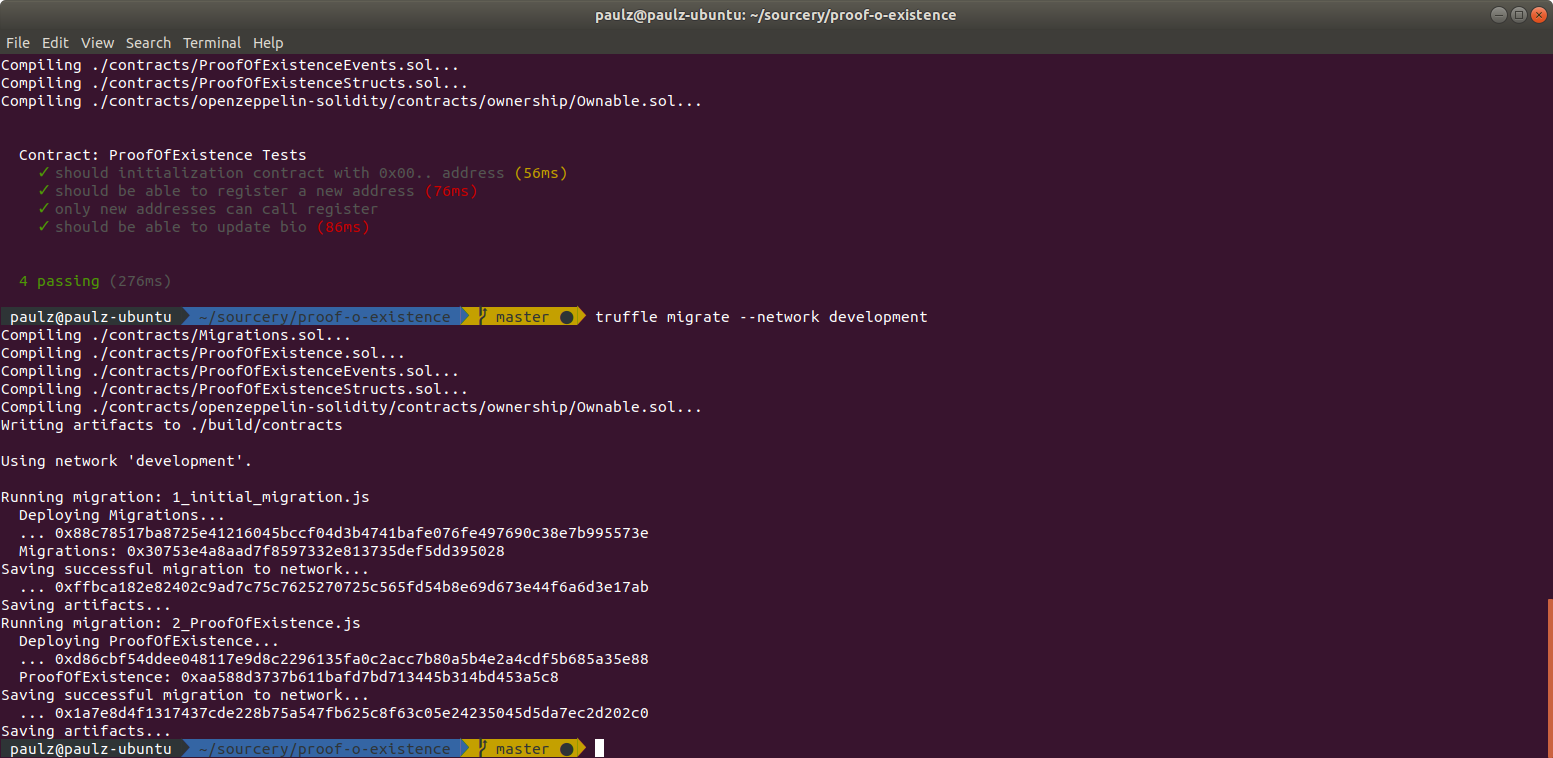 paulz@paulz-ubuntu: ~/sourcery/proof-o-existence
File Edit View Search Terminal Help
Compiling ./contracts/ProofOfExistenceEvents.sol...
Compiling ./contracts/ProofOfExistenceStructs.sol...
Compiling ./contracts/openzeppelin-solidity/contracts/ownership/Ownable.sol...
Contract: ProofOfExistence Tests
✓ should initialization contract with 0x00.. address (56ms)
✓ should be able to register a new address (76ms)
✓ only new addresses can call register
✓ should be able to update bio (86ms)
4 passing (276ms)
paulz@paulz-ubuntu ~/sourcery/proof-o-existence master ● truffle migrate --network development
Compiling ./contracts/Migrations.sol...
Compiling ./contracts/ProofOfExistence.sol...
Compiling ./contracts/ProofOfExistenceEvents.sol...
Compiling ./contracts/ProofOfExistenceStructs.sol...
Compiling ./contracts/openzeppelin-solidity/contracts/ownership/Ownable.sol...
Writing artifacts to ./build/contracts
Using network 'development'.
Running migration: 1_initial_migration.js
Deploying Migrations...
... 0x88c78517ba8725e41216045bccf04d3b4741bafe076fe497690c38e7b995573e
Migrations: 0x30753e4a8aad7f8597332e813735def5dd395028
Saving successful migration to network...
... 0xffbca182e82402c9ad7c75c7625270725c565fd54b8e69d673e44f6a6d3e17ab
Saving artifacts...
Running migration: 2_ProofOfExistence.js
Deploying ProofOfExistence...
... 0xd86cbf54ddee048117e9d8c2296135fa0c2acc7b80a5b4e2a4cdf5b685a35e88
ProofOfExistence: 0xaa588d3737b611bafd7bd713445b314bd453a5c8
Saving successful migration to network...
... 0x1a7e8d4f1317437cde228b75a547fb625c8f63c05e24235045d5da7ec2d202c0
Saving artifacts...
paulz@paulz-ubuntu ~/sourcery/proof-o-existence master ●